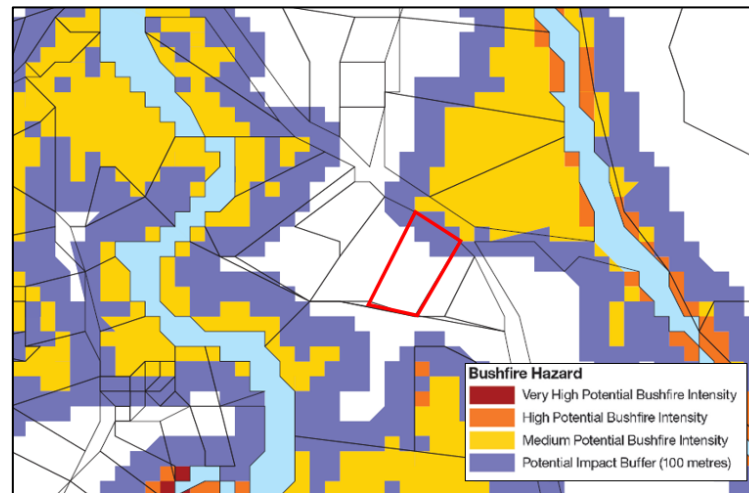 Bushfire Hazard
Very High Potential Bushfire Intensity
High Potential Bushfire Intensity
Medium Potential Bushfire Intensity
Potential Impact Buffer (100 metres)